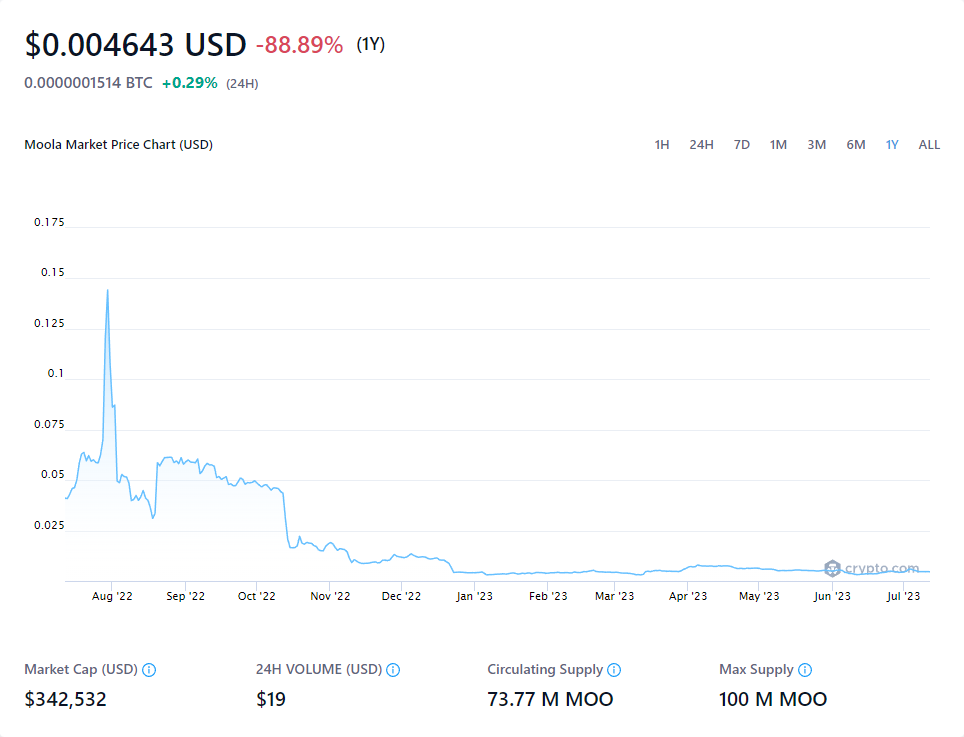 $0.004643 USD -88.89% (1Y)
0.0000001514 BTC +0.29% (24H)
Moola Market Price Chart (USD) 1H 24H 7D 1M 3M 6M 1Y ALL
0.175
0.15
0.125
0.1
0.075
0.05
0.025
crypto.com
Aug '22 Sep '22 Oct '22 Nov '22 Dec '22 Jan '23 Feb '23 Mar '23 Apr '23 May '23 Jun '23 Jul '23
Market Cap (USD) 24H VOLUME (USD) Circulating Supply Max Supply
$342,532 $19 73.77 M MOO 100 M MOO